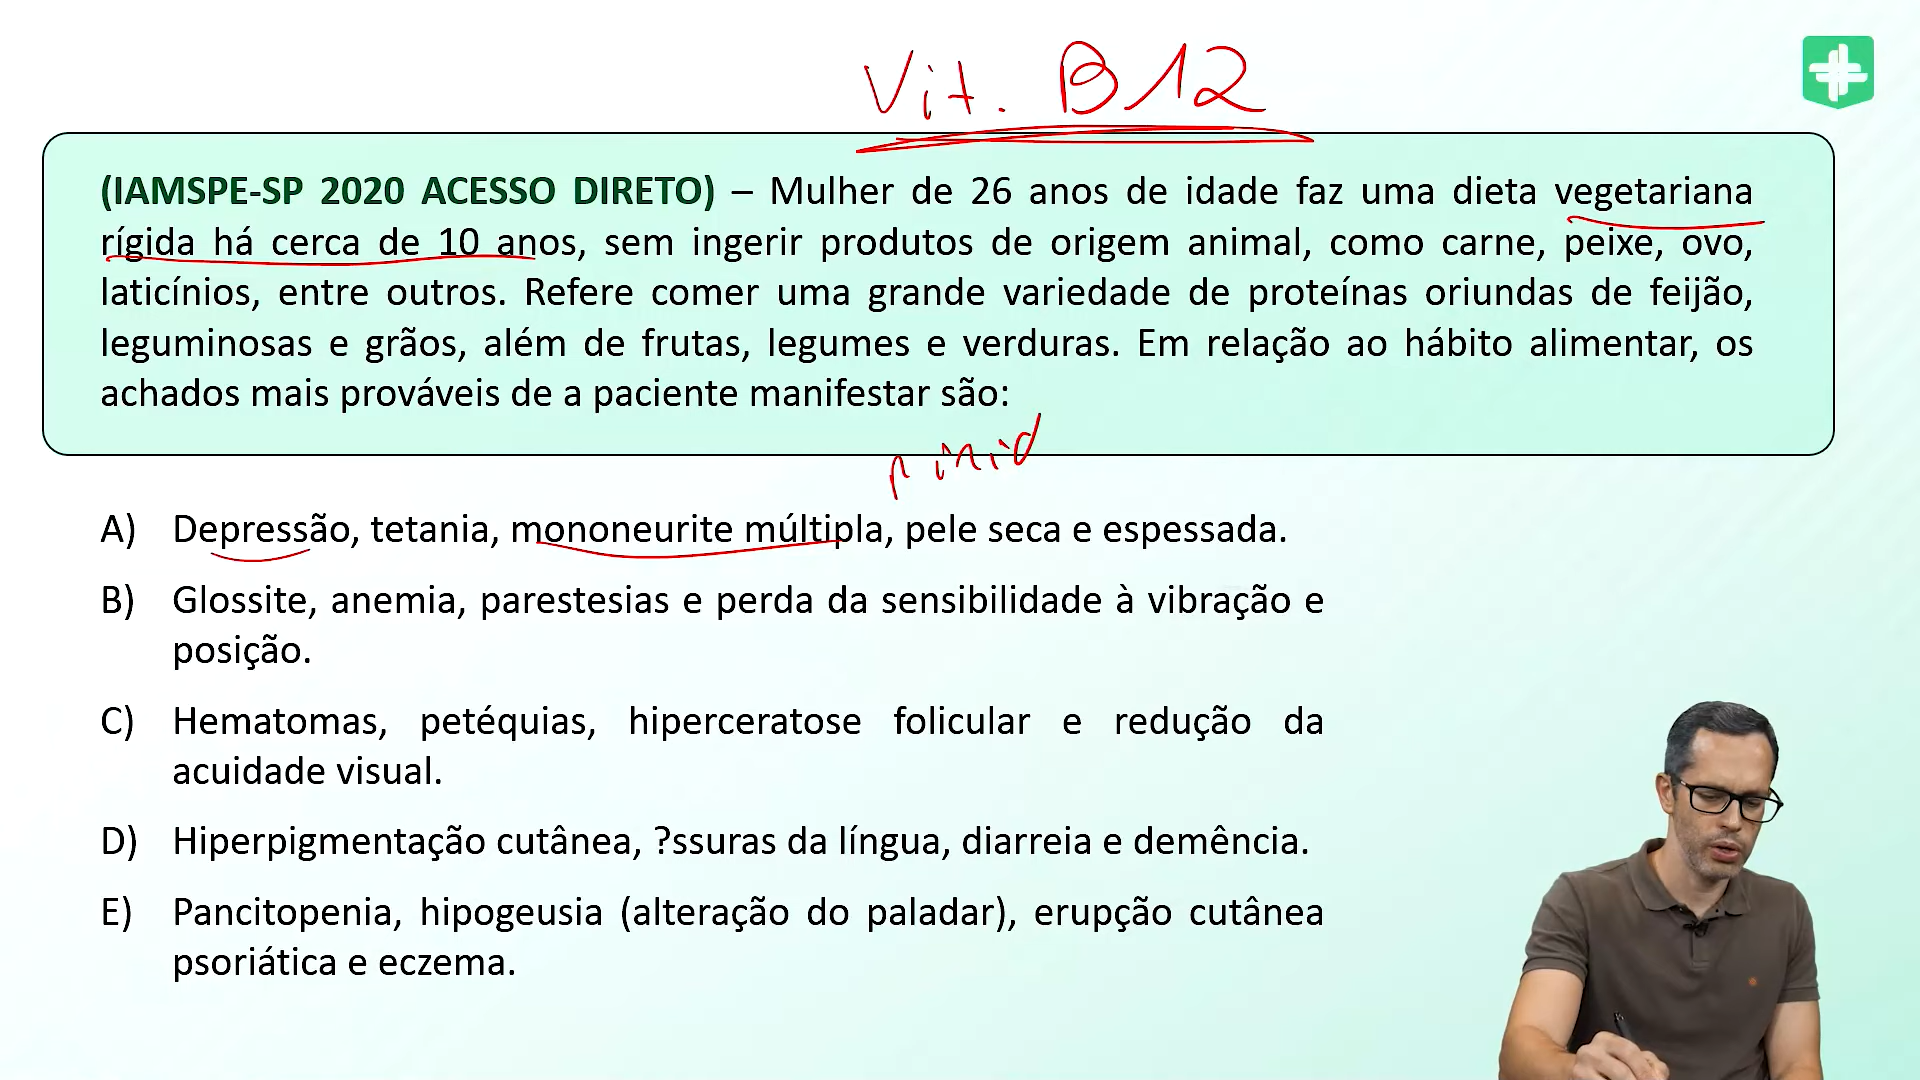 Vit. B12
(IAMSPE-SP 2020 ACESSO DIRETO) – Mulher de 26 anos de idade faz uma dieta vegetariana
rígida há cerca de 10 anos, sem ingerir produtos de origem animal, como carne, peixe, ovo,
laticínios, entre outros. Refere comer uma grande variedade de proteínas oriundas de feijão,
leguminosas e grãos, além de frutas, legumes e verduras. Em relação ao hábito alimentar, os
achados mais prováveis de a paciente manifestar são:
A) Depressão, tetania, mononeurite múltipla, pele seca e espessada.
B) Glossite, anemia, parestesias e perda da sensibilidade à vibração e
posição.
C) Hematomas, petéquias, hiperceratose folicular e redução da
acuidade visual.
D) Hiperpigmentação cutânea, ?ssuras da língua, diarreia e demência.
E) Pancitopenia, hipogeusia (alteração do paladar), erupção cutânea
psoriática e eczema.